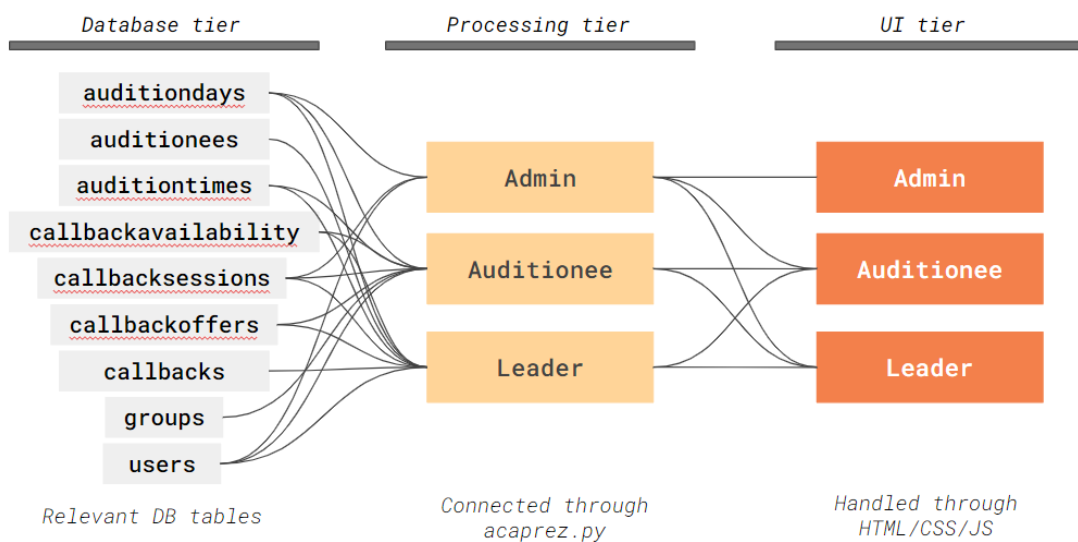 Database tier
Processing tier
UI tier
auditiondays
auditionees
auditiontimes
callbackavailability
callbacksessions
callbackoffers
callbacks
groups
users
Relevant DB tables
Admin
Auditionee
Leader
Connected through
acaprez.py
Admin
Auditionee
Leader
Handled through
HTML/CSS/JS